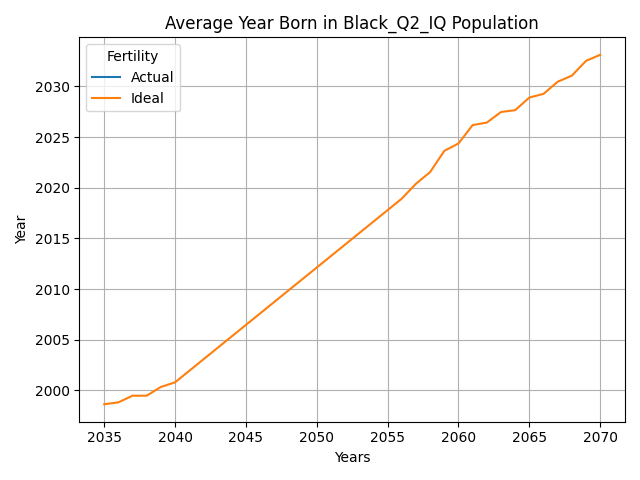 Average Year Born in Black_Q2_IQ Population
Fertility
Actual
Ideal
Year
2030
2025
2020
2015
2010
2005
2000
2035 2040 2045 2050 2055 2060 2065 2070
Years